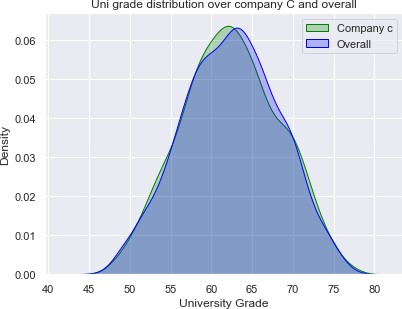 Uni grade distribution over company C and overall
Company c
Overall
0.06
0.05
0.04
0.03
0.02
0.01
0.00
Density
40 45 50 55 60 65 70 75 80
University Grade